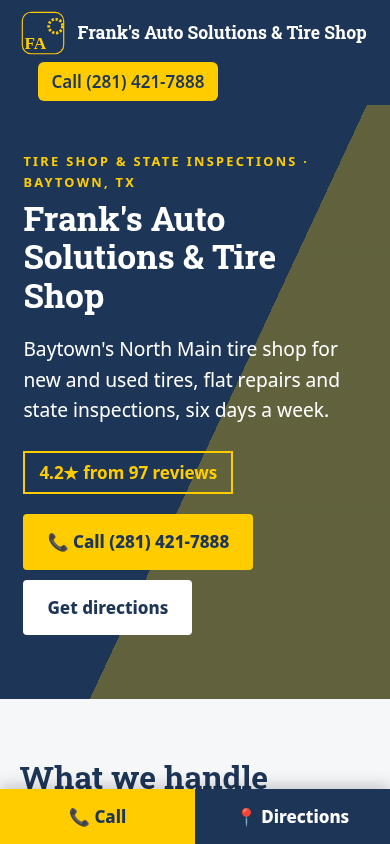 FA
Frank's Auto Solutions & Tire Shop
Call (281) 421-7888
TIRE SHOP & STATE INSPECTIONS ·
BAYTOWN, TX
Frank's Auto
Solutions & Tire
Shop
Baytown's North Main tire shop for
new and used tires, flat repairs and
state inspections, six days a week.
4.2★ from 97 reviews
📞 Call (281) 421-7888
Get directions
What we handle
📞 Call
📍 Directions